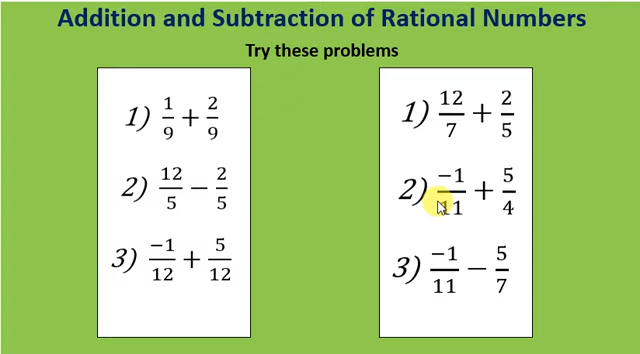 Addition and Subtraction of Rational Numbers
Try these problems
1) 1/9 + 2/9
2) 12/5 − 2/5
3) −1/12 + 5/12
1) 12/7 + 2/5
2) −1/11 + 5/4
3) −1/11 − 5/7